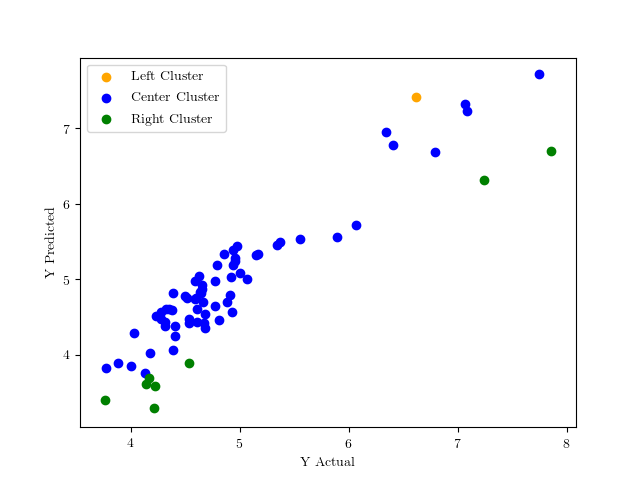 Left Cluster
Center Cluster
Right Cluster
7
6
5
4
Y Predicted
4 5 6 7 8
Y Actual